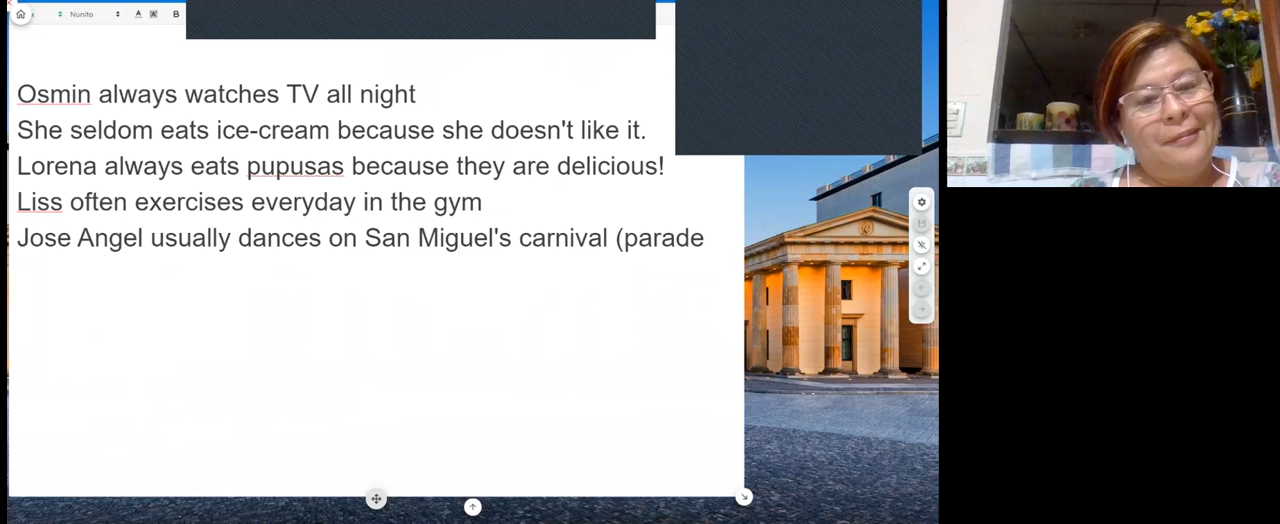 Nunito
A
A
B
Osmin always watches TV all night
She seldom eats ice-cream because she doesn't like it.
Lorena always eats pupusas because they are delicious!
Liss often exercises everyday in the gym
Jose Angel usually dances on San Miguel's carnival (parade